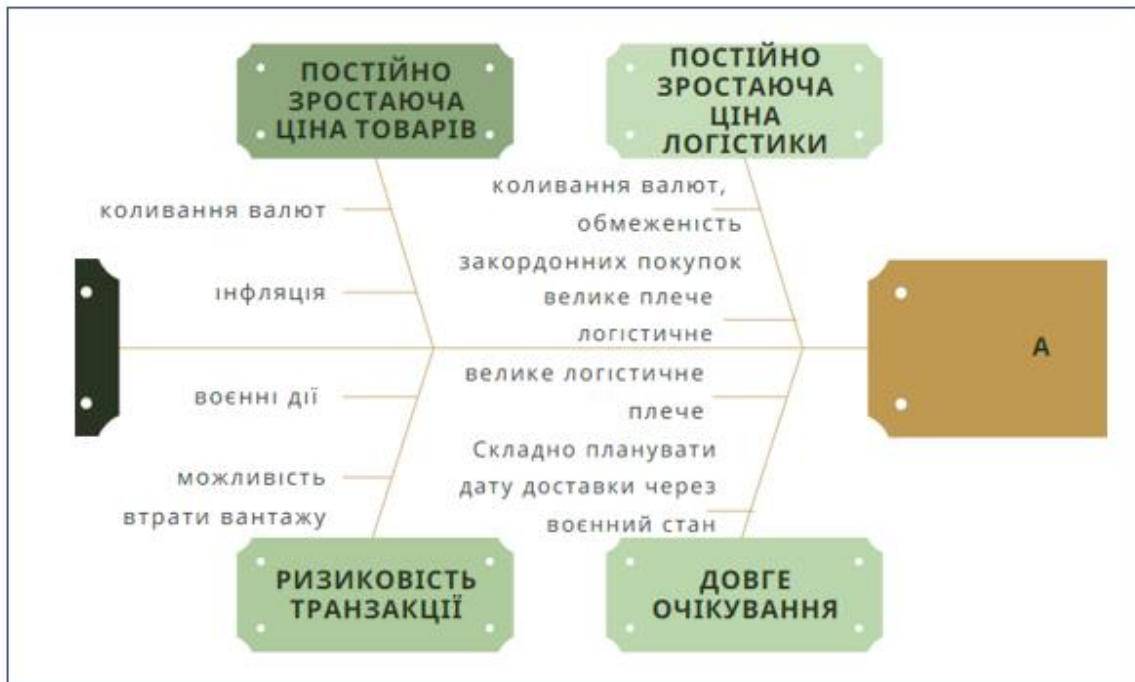 ПОСТІЙНО
ЗРОСТАЮЧА
ЦІНА ТОВАРІВ
ПОСТІЙНО
ЗРОСТАЮЧА
ЦІНА
ЛОГІСТИКИ
коливання валют
інфляція
коливання валют,
обмеженість
закордонних покупок
велике плече
логістичне
А
воєнні дії
можливість
втрати вантажу
велике логістичне
плече
Складно планувати
дату доставки через
воєнний стан
РИЗИКОВІСТЬ
ТРАНЗАКЦІЇ
ДОВГЕ
ОЧІКУВАННЯ